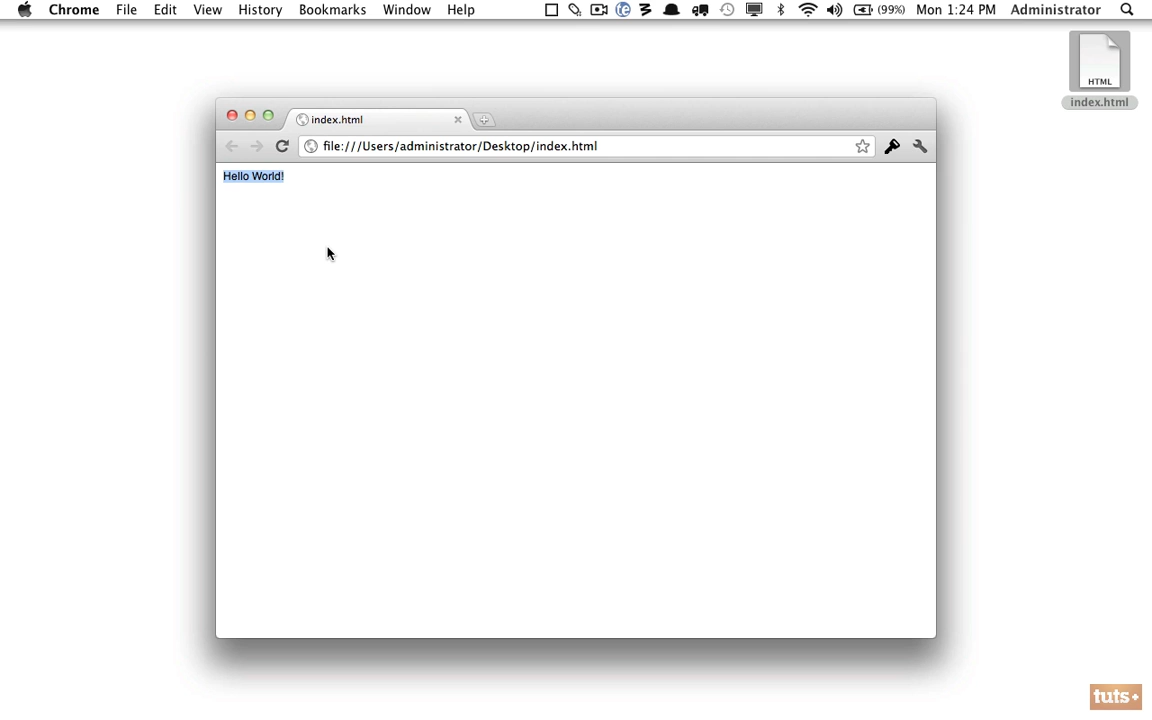 Chrome File Edit View History Bookmarks Window Help (99%) Mon 1:24 PM Administrator
HTML
index.html
index.html
file:///Users/administrator/Desktop/index.html
Hello World!
tuts+